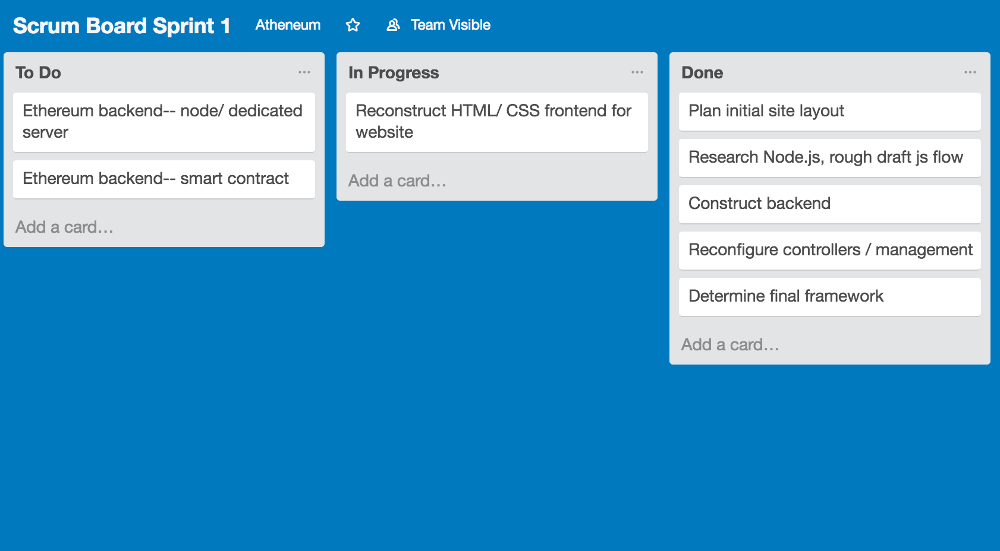 Scrum Board Sprint 1 Atheneum Team Visible
To Do
Ethereum backend-- node/ dedicated
server
Ethereum backend-- smart contract
Add a card...
In Progress
Reconstruct HTML/ CSS frontend for
website
Add a card...
Done
Plan initial site layout
Research Node.js, rough draft js flow
Construct backend
Reconfigure controllers / management
Determine final framework
Add a card...